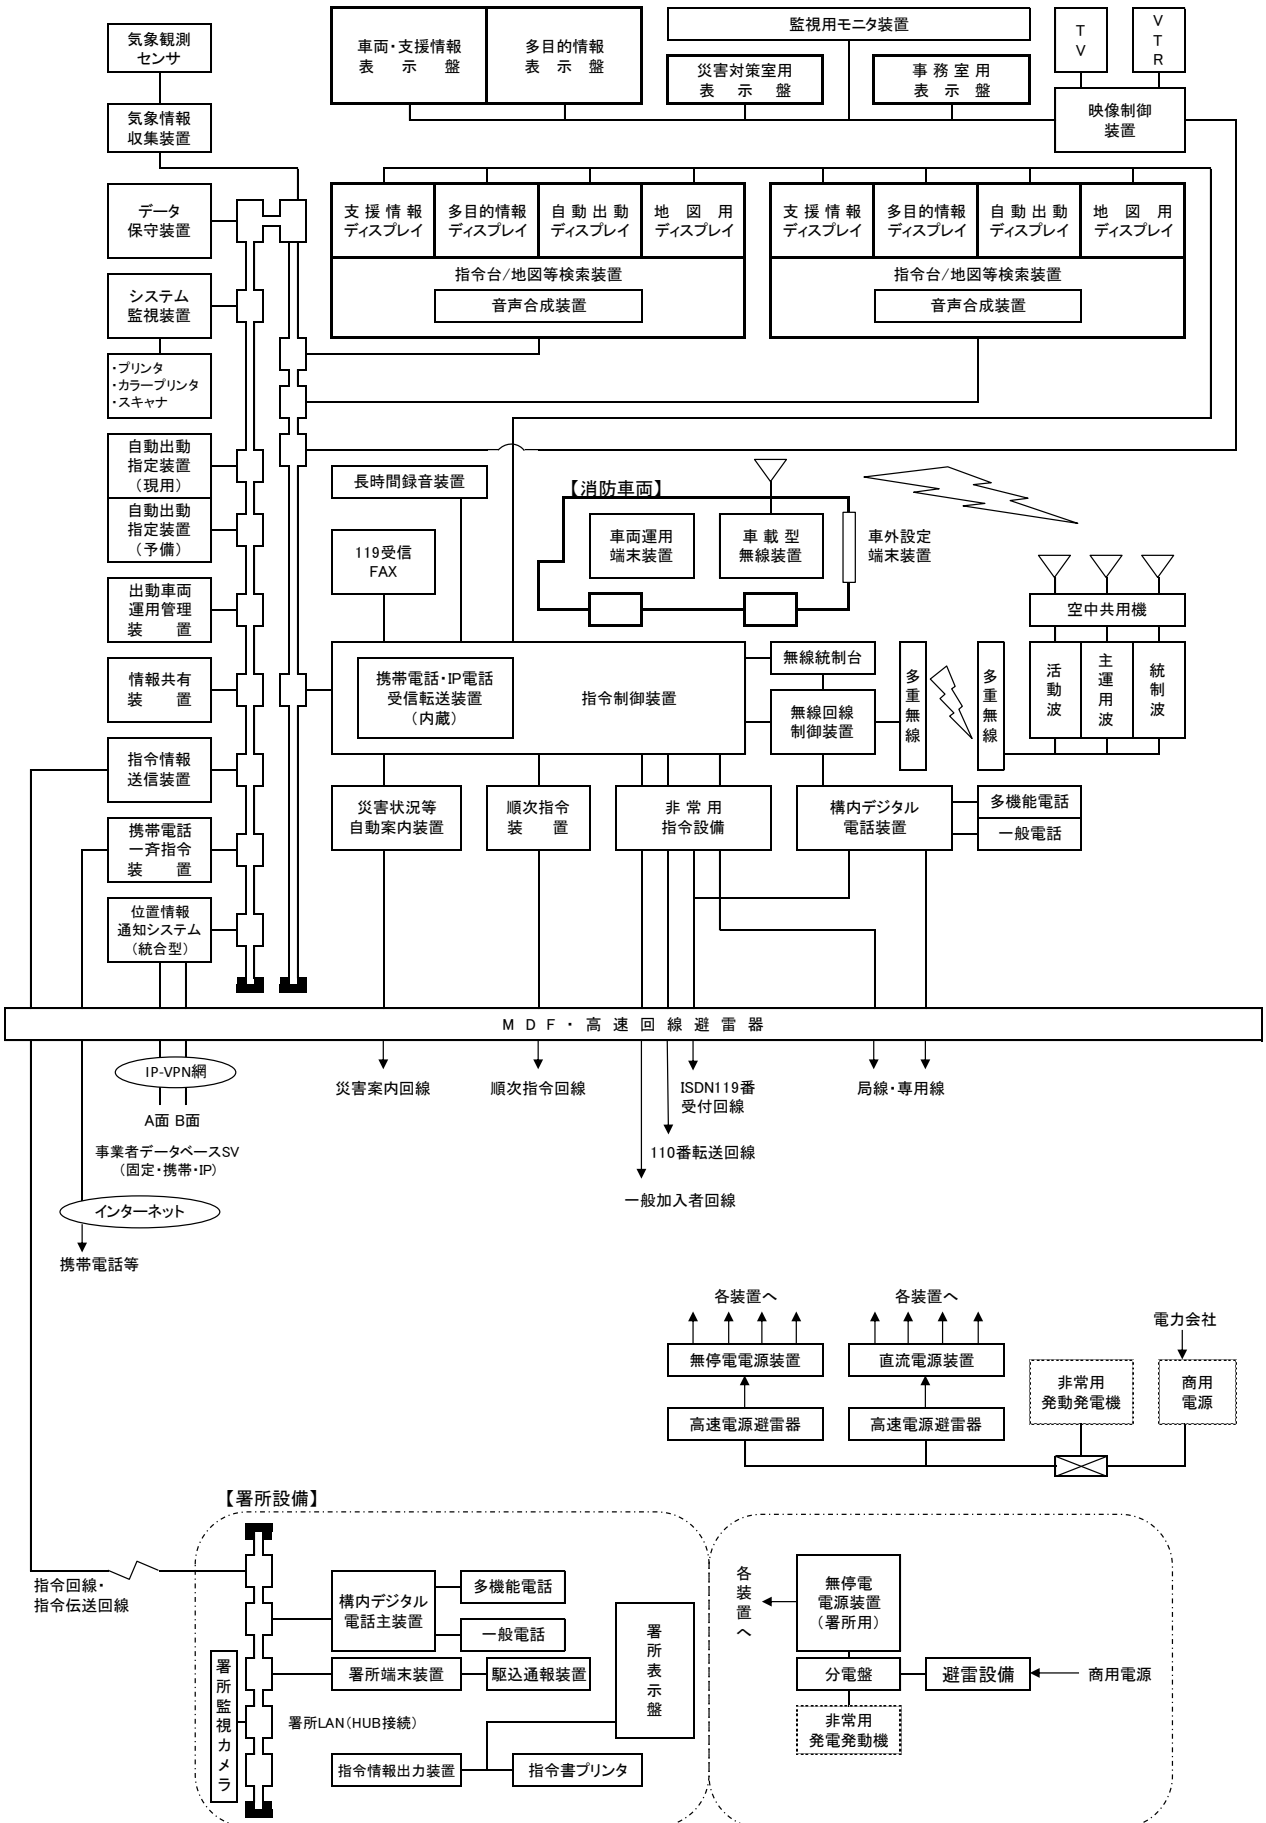 気象観測
センサ
気象情報
収集装置
車両・支援情報
表示盤
多目的情報
表示盤
監視用モニタ装置
災害対策室用
表示盤
事務室用
表示盤
TV
VTR
映像制御
装置
データ
保守装置
システム
監視装置
・プリンタ
・カラープリンタ
・スキャナ
自動出動
指定装置
(現用)
自動出動
指定装置
(予備)
出動車両
運用管理
装置
情報共有
装置
指令情報
送信装置
携帯電話
一斉指令
装置
位置情報
通知システム
(統合型)
支援情報
ディスプレイ
多目的情報
ディスプレイ
自動出動
ディスプレイ
地図用
ディスプレイ
指令台/地図等検索装置
音声合成装置
支援情報
ディスプレイ
多目的情報
ディスプレイ
自動出動
ディスプレイ
地図用
ディスプレイ
指令台/地図等検索装置
音声合成装置
長時間録音装置
119受信
FAX
【消防車両】
車両運用
端末装置
車載型
無線装置
車外設定
端末装置
空中共用機
活動波
主運用波
統制波
携帯電話・IP電話
受信転送装置
(内蔵)
指令制御装置
無線統制台
無線回線
制御装置
多重無線
多重無線
災害状況等
自動案内装置
順次指令
装置
非常用
指令設備
構内デジタル
電話装置
多機能電話
一般電話
MDF・高速回線避雷器
IP-VPN網
A面 B面
事業者データベースSV
(固定・携帯・IP)
インターネット
携帯電話等
災害案内回線
順次指令回線
ISDN119番
受付回線
110番転送回線
一般加入者回線
局線・専用線
各装置へ
各装置へ
電力会社
無停電電源装置
直流電源装置
非常用
発動発電機
商用
電源
高速電源避雷器
高速電源避雷器
【署所設備】
指令回線・
指令伝送回線
構内デジタル
電話主装置
多機能電話
一般電話
署所端末装置
駆込通報装置
署所表示盤
署所監視カメラ
署所LAN(HUB接続)
指令情報出力装置
指令書プリンタ
各装置へ
無停電
電源装置
(署所用)
分電盤
避雷設備
商用電源
非常用
発電発動機